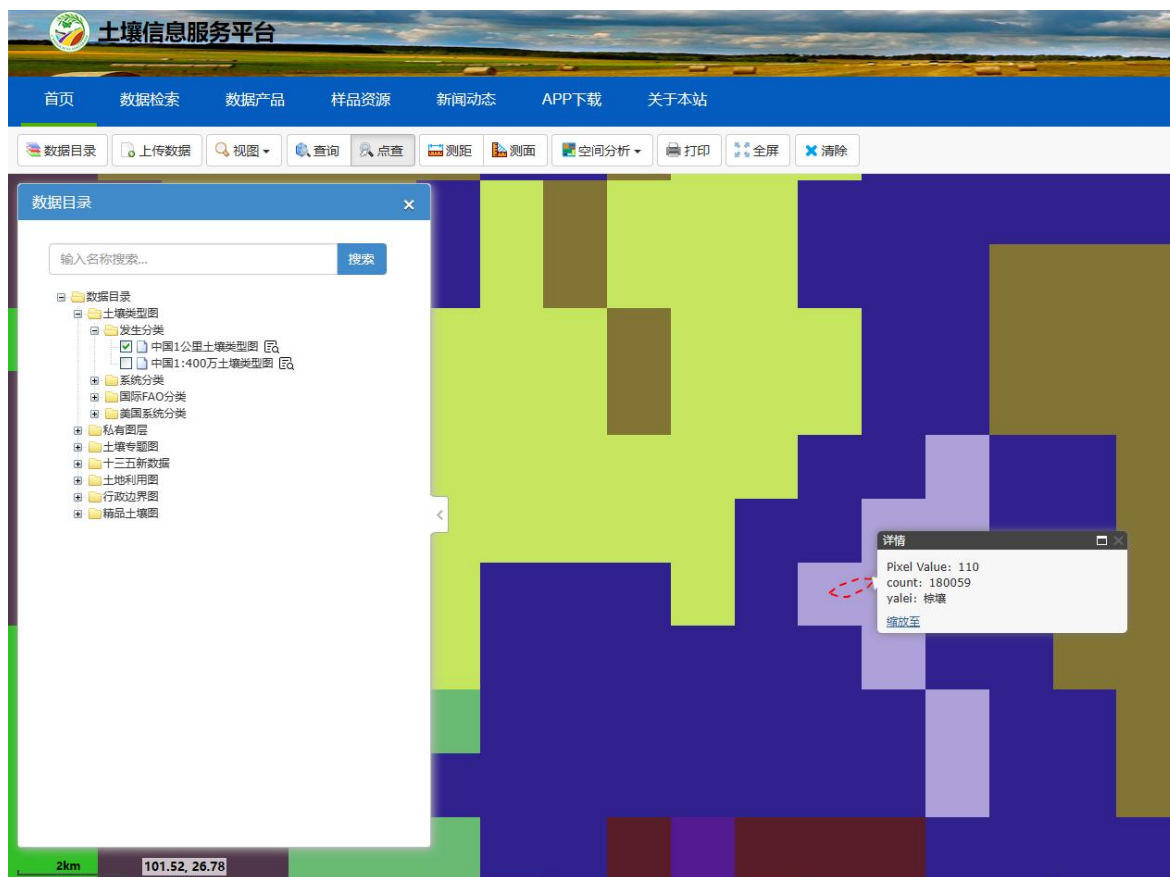 土壤信息服务平台
首页 数据检索 数据产品 样品资源 新闻动态 APP下载 关于本站
数据目录 上传数据 视图 查询 点查 测距 测面 空间分析 打印 全屏 清除
数据目录
输入名称搜索... 搜索
数据目录
土壤类型图
发生分类
中国1公里土壤类型图
中国1:400万土壤类型图
系统分类
国际FAO分类
美国系统分类
私有图层
土壤专题图
十三五新数据
土地利用图
行政边界图
精品土壤图
详情
Pixel Value: 110
count: 180059
yalei: 棕壤
缩放至
2km 101.52, 26.78